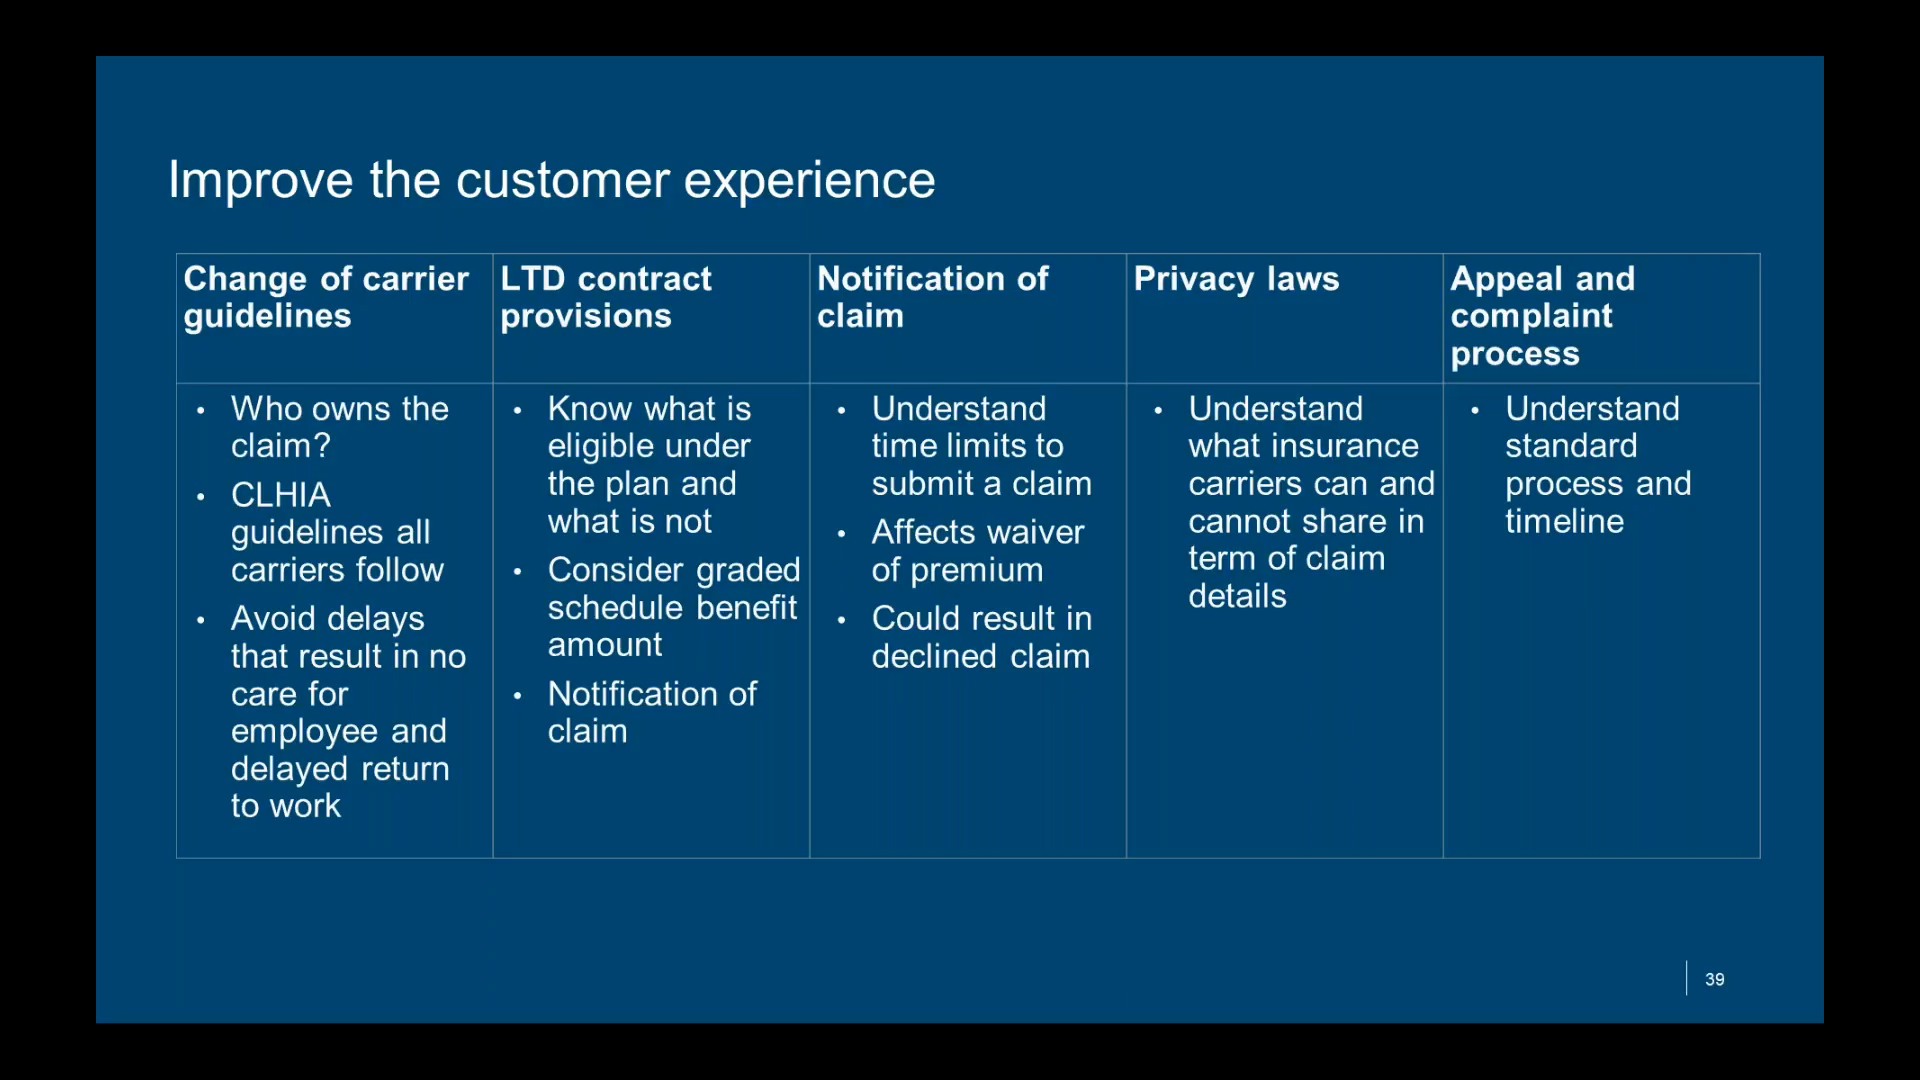 Improve the customer experience
Change of carrier
guidelines
LTD contract
provisions
Notification of
claim
Privacy laws
Appeal and
complaint
process
• Who owns the
claim?
• CLHIA
guidelines all
carriers follow
• Avoid delays
that result in no
care for
employee and
delayed return
to work
• Know what is
eligible under
the plan and
what is not
• Consider graded
schedule benefit
amount
• Notification of
claim
• Understand
time limits to
submit a claim
• Affects waiver
of premium
• Could result in
declined claim
• Understand
what insurance
carriers can and
cannot share in
term of claim
details
• Understand
standard
process and
timeline
39